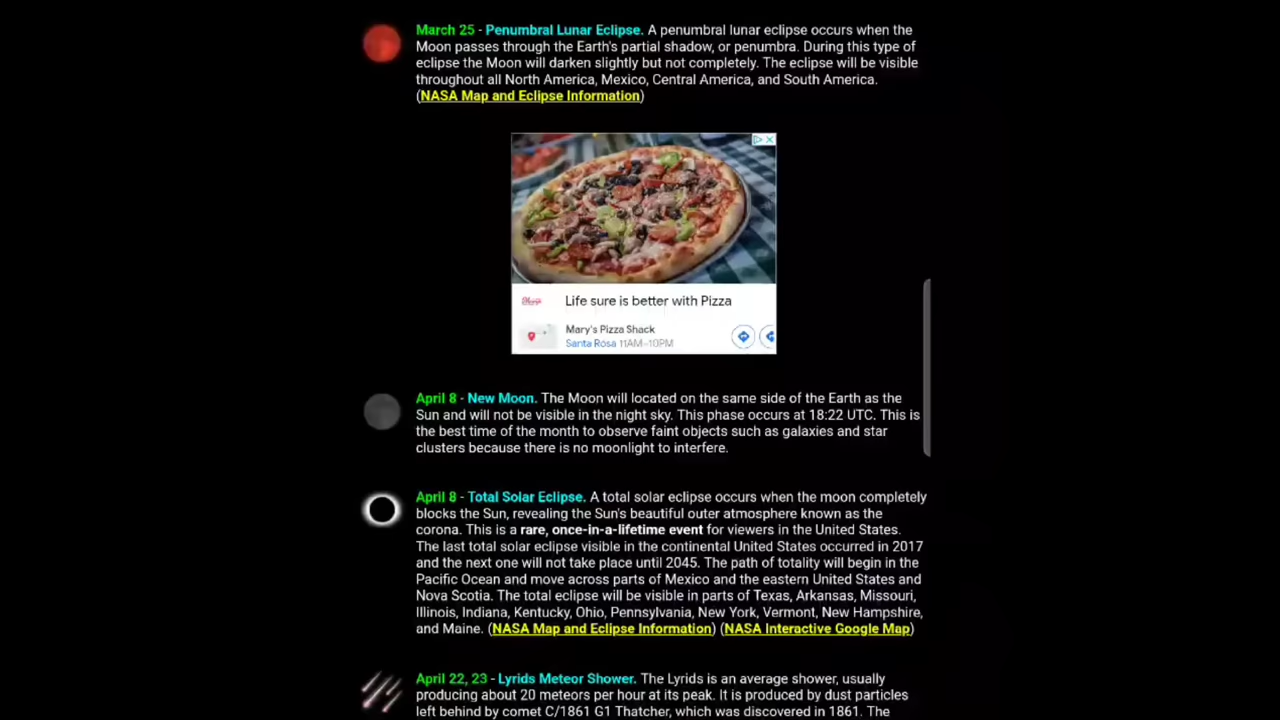 March 25 - Penumbral Lunar Eclipse. A penumbral lunar eclipse occurs when the
Moon passes through the Earth's partial shadow, or penumbra. During this type of
eclipse the Moon will darken slightly but not completely. The eclipse will be visible
throughout all North America, Mexico, Central America, and South America.
(NASA Map and Eclipse Information)
Life sure is better with Pizza
Mary's Pizza Shack
Santa Rosa 11AM–10PM
April 8 - New Moon. The Moon will located on the same side of the Earth as the
Sun and will not be visible in the night sky. This phase occurs at 18:22 UTC. This is
the best time of the month to observe faint objects such as galaxies and star
clusters because there is no moonlight to interfere.
April 8 - Total Solar Eclipse. A total solar eclipse occurs when the moon completely
blocks the Sun, revealing the Sun's beautiful outer atmosphere known as the
corona. This is a rare, once-in-a-lifetime event for viewers in the United States.
The last total solar eclipse visible in the continental United States occurred in 2017
and the next one will not take place until 2045. The path of totality will begin in the
Pacific Ocean and move across parts of Mexico and the eastern United States and
Nova Scotia. The total eclipse will be visible in parts of Texas, Arkansas, Missouri,
Illinois, Indiana, Kentucky, Ohio, Pennsylvania, New York, Vermont, New Hampshire,
and Maine. (NASA Map and Eclipse Information) (NASA Interactive Google Map)
April 22, 23 - Lyrids Meteor Shower. The Lyrids is an average shower, usually
producing about 20 meteors per hour at its peak. It is produced by dust particles
left behind by comet C/1861 G1 Thatcher, which was discovered in 1861. The